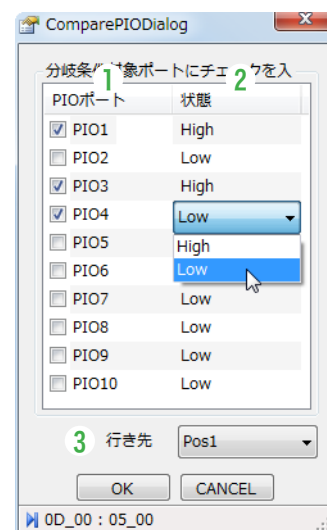 ComparePIODialog
分岐条件対象ポートにチェックを入
1 2
PIOポート 状態
PIO1 High
PIO2 Low
PIO3 High
PIO4 Low
PIO5 High
PIO6 Low
PIO7 Low
PIO8 Low
PIO9 Low
PIO10 Low
3 行き先 Pos1
OK CANCEL
0D_00 : 05_00